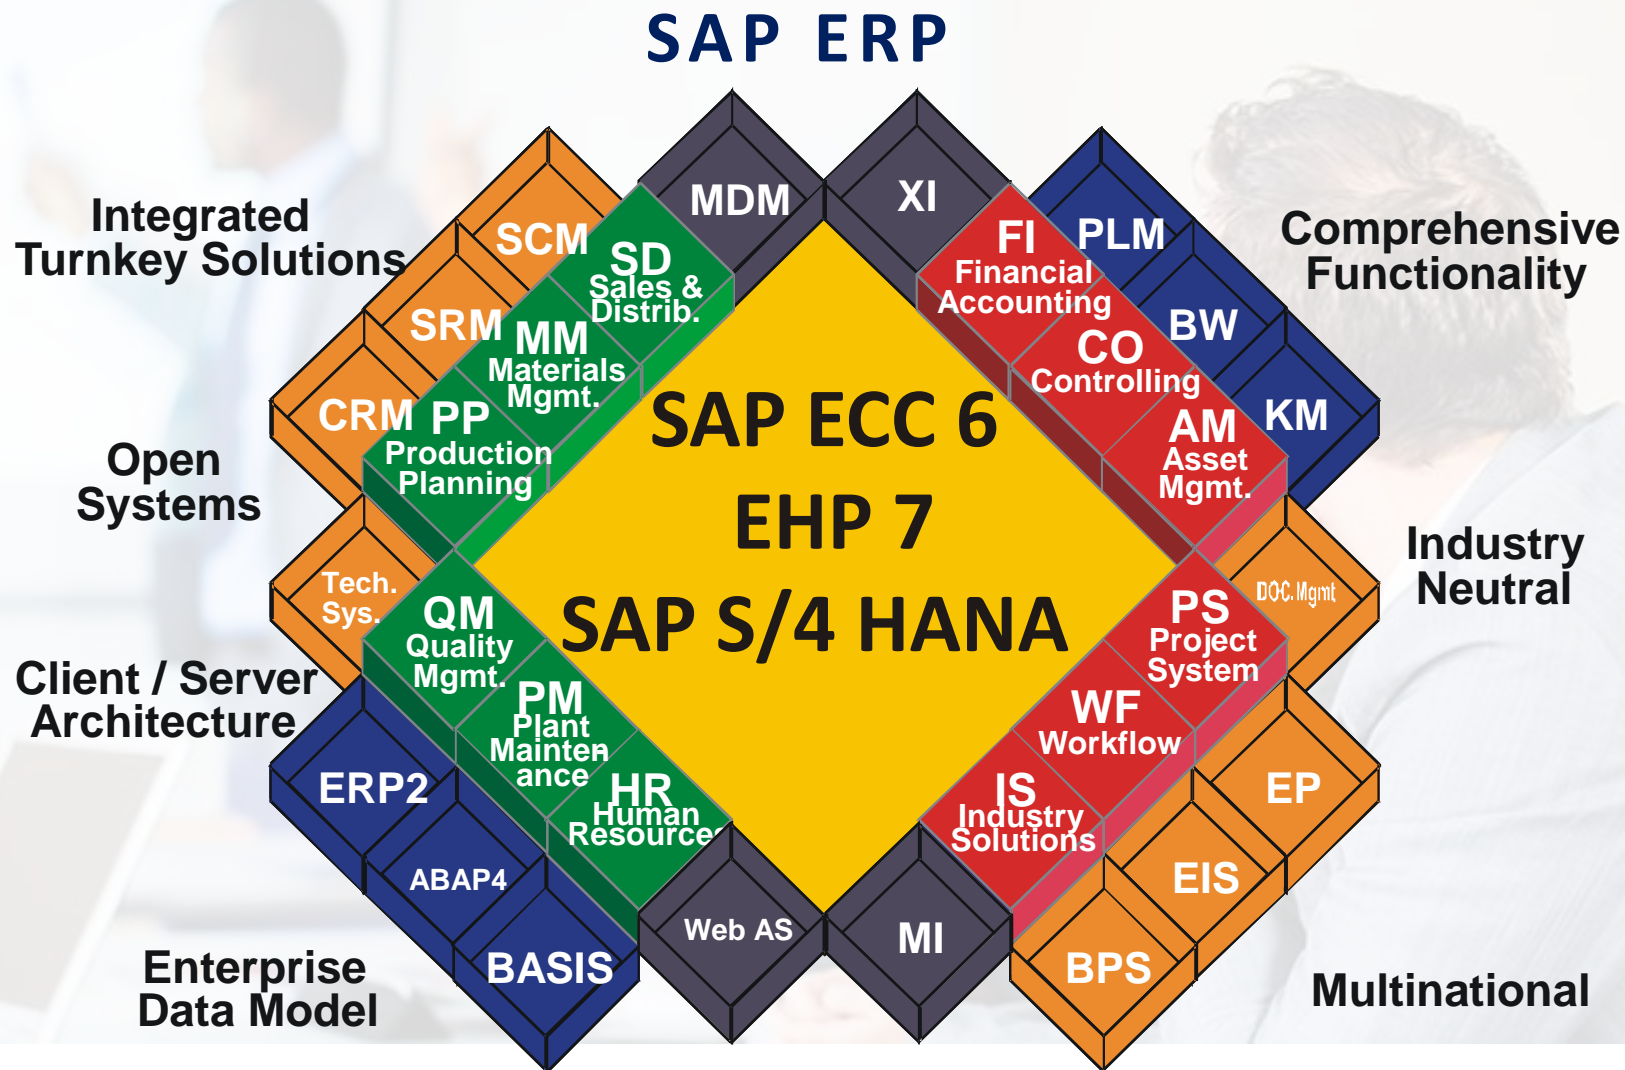 SAP ERP
Integrated
Turnkey Solutions
Open
Systems
Client / Server
Architecture
Enterprise
Data Model
Comprehensive
Functionality
Industry
Neutral
Multinational
MDM
XI
SCM
SRM
CRM
SD
Sales &
Distrib.
MM
Materials
Mgmt.
PP
Production
Planning
FI
Financial
Accounting
CO
Controlling
AM
Asset
Mgmt.
PLM
BW
KM
SAP ECC 6
EHP 7
SAP S/4 HANA
Tech.
Sys.
QM
Quality
Mgmt.
PM
Plant
Mainten-
ance
HR
Human
Resources
ERP2
ABAP4
BASIS
Web AS
MI
DOC.Mgmt
PS
Project
System
WF
Workflow
IS
Industry
Solutions
EP
EIS
BPS